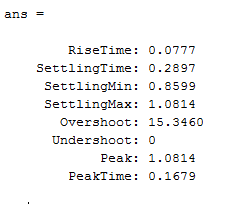 ans =
RiseTime: 0.0777
SettlingTime: 0.2897
SettlingMin: 0.8599
SettlingMax: 1.0814
Overshoot: 15.3460
Undershoot: 0
Peak: 1.0814
PeakTime: 0.1679